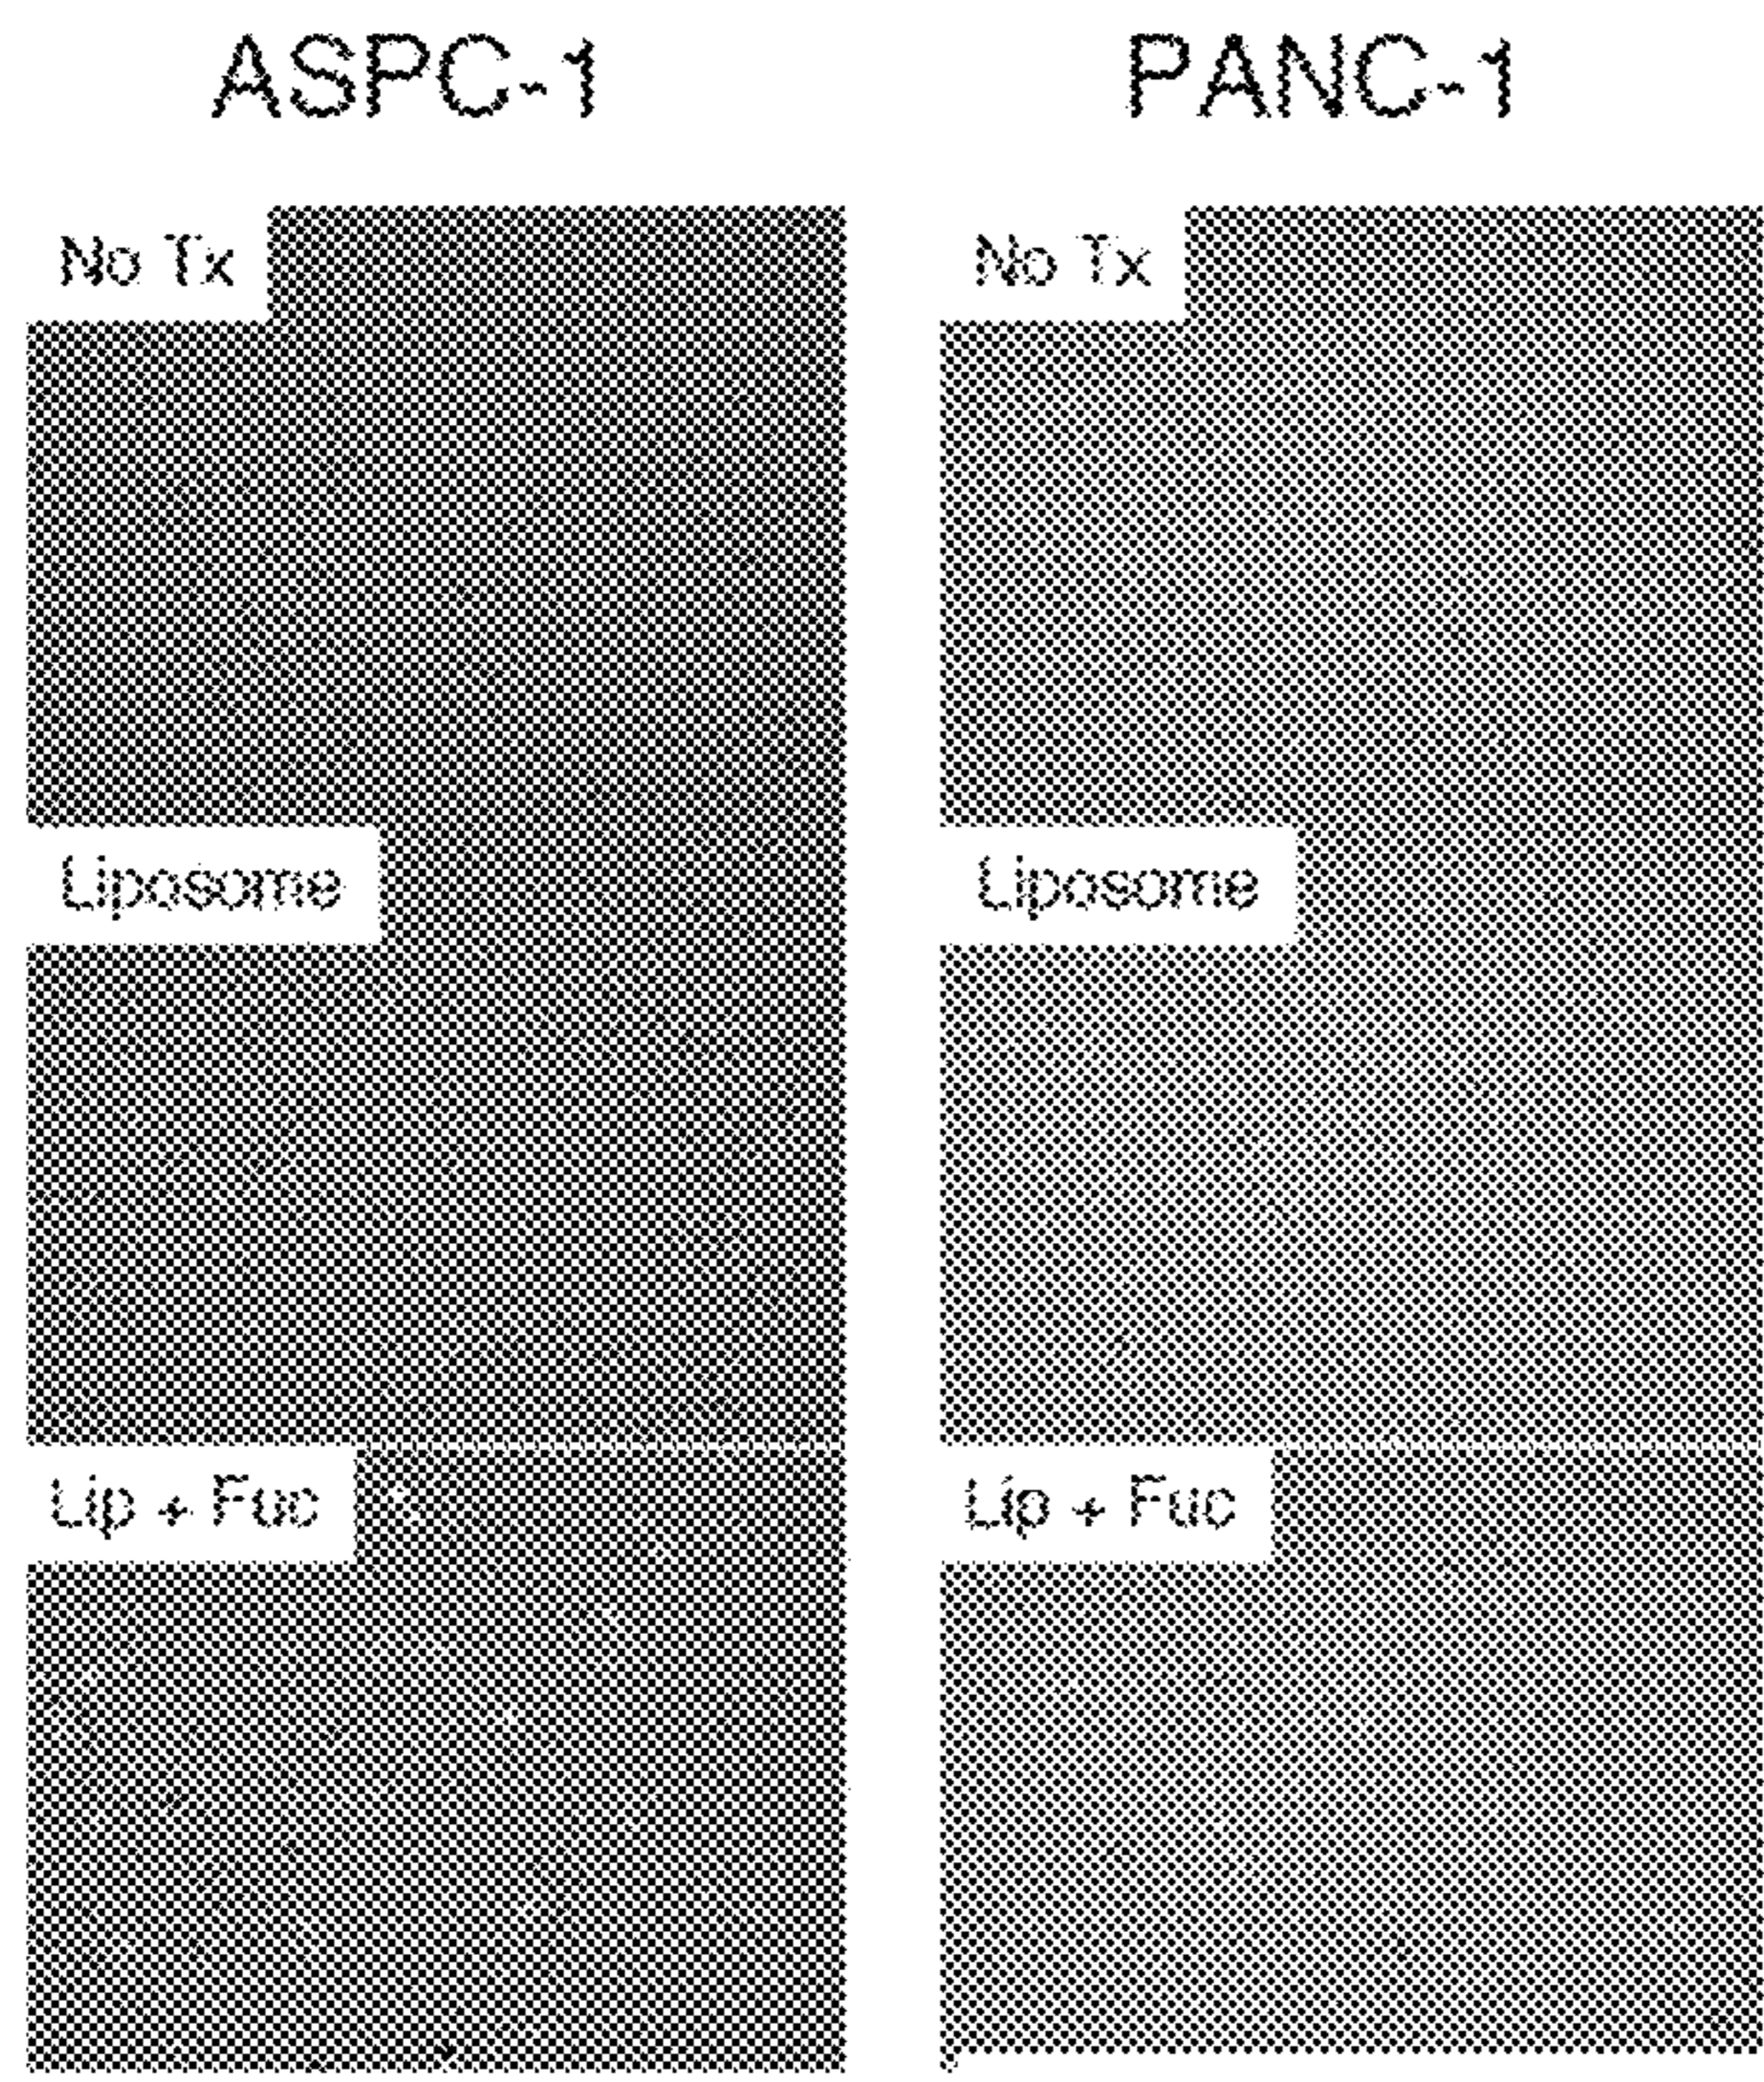 ASPC-1 PANC-1
No Tx No Tx
Liposome Liposome
Lip + Fuc Lip + Fuc